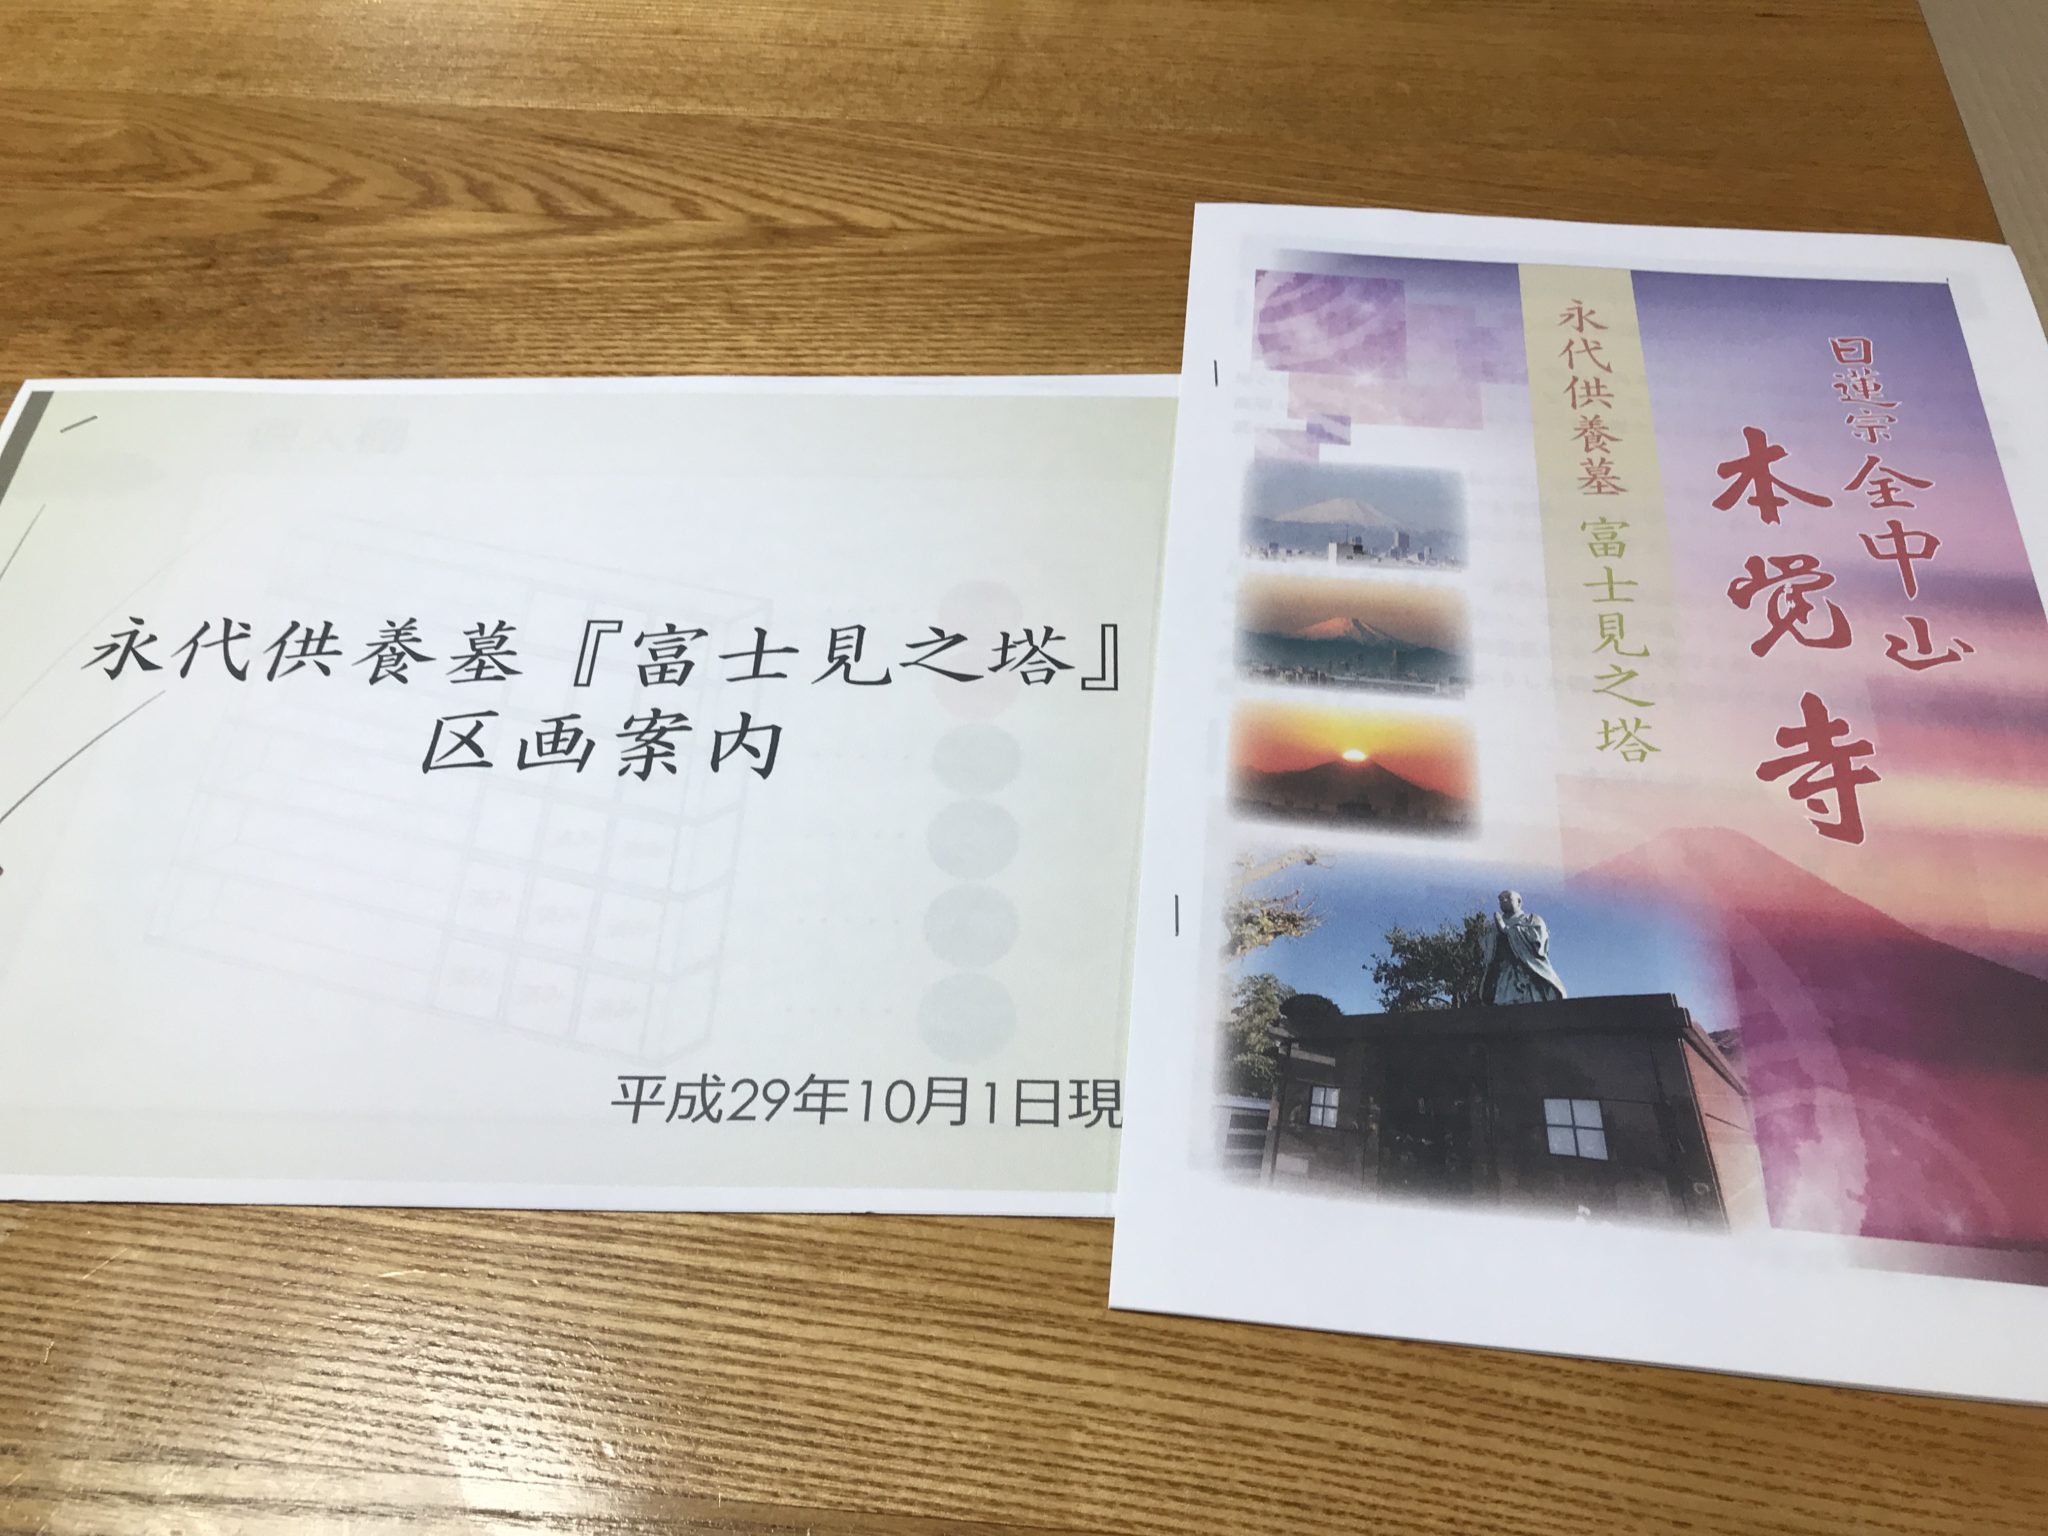 永代供養墓『富士見之塔』
区画案内
平成29年10月1日現
日蓮宗 全中山
本覚寺
永代供養墓 富士見之塔